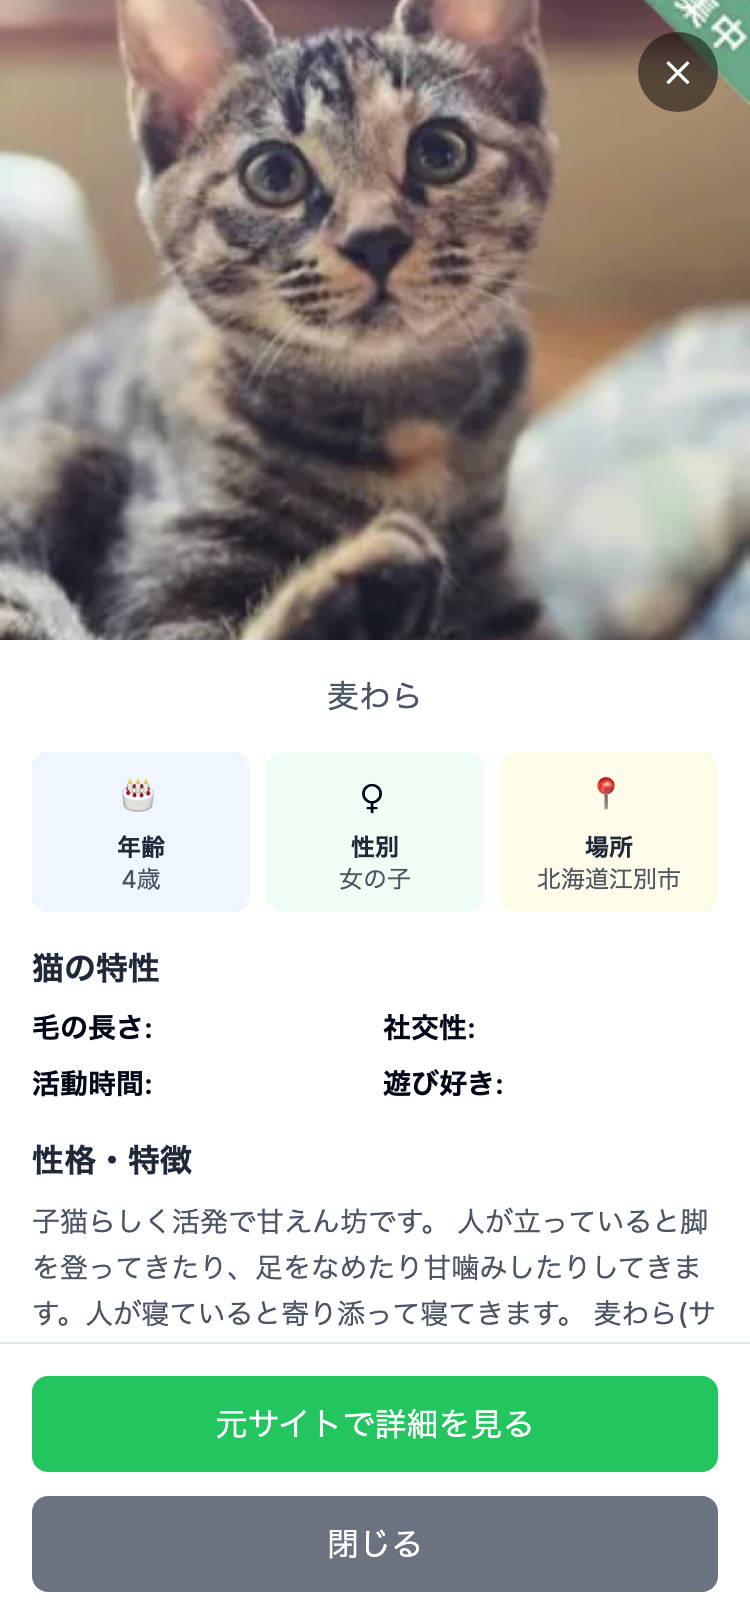 集中
麦わら
年齢
4歳
性別
女の子
場所
北海道江別市
猫の特性
毛の長さ:
社交性:
活動時間:
遊び好き:
性格・特徴
子猫らしく活発で甘えん坊です。 人が立っていると脚
を登ってきたり、足をなめたり甘噛みしたりしてきま
す。人が寝ていると寄り添って寝てきます。 麦わら(サ
元サイトで詳細を見る
閉じる